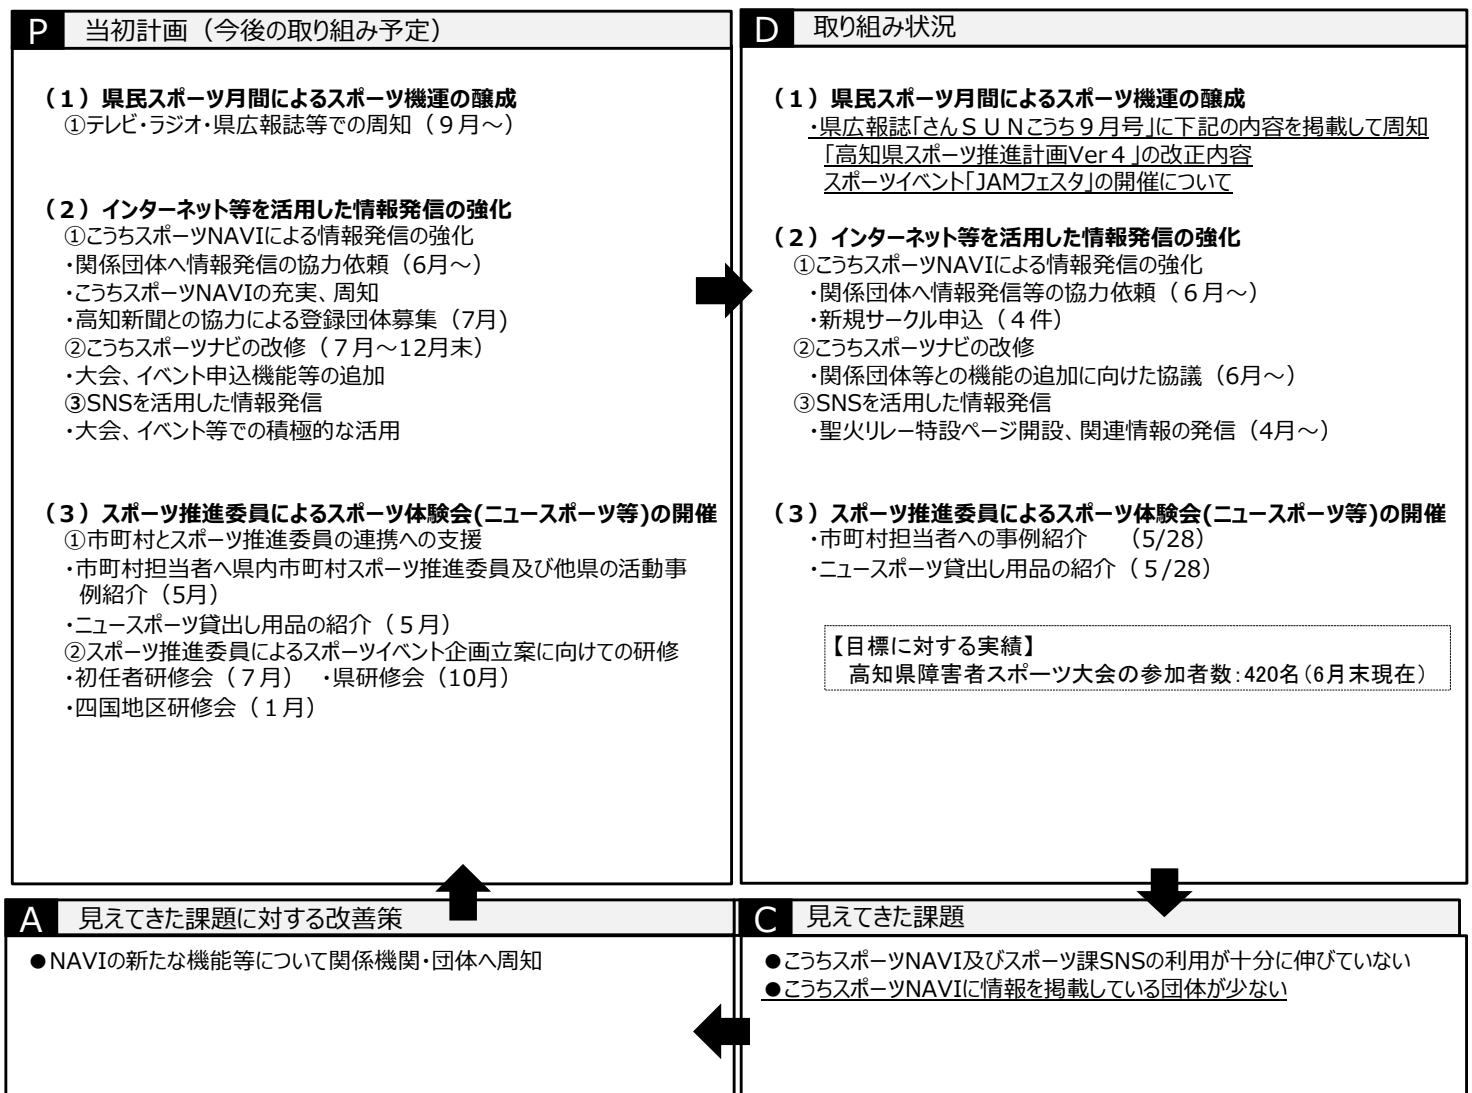 P 当初計画（今後の取り組み予定）
（１）県民スポーツ月間によるスポーツ機運の醸成
①テレビ・ラジオ・県広報誌等での周知（９月～）
（２）インターネット等を活用した情報発信の強化
①こうちスポーツNAVIによる情報発信の強化
・関係団体へ情報発信の協力依頼（6月～）
・こうちスポーツNAVIの充実、周知
・高知新聞との協力による登録団体募集（7月)
②こうちスポーツナビの改修（７月～12月末）
・大会、イベント申込機能等の追加
③SNSを活用した情報発信
・大会、イベント等での積極的な活用
（３）スポーツ推進委員によるスポーツ体験会(ニュースポーツ等)の開催
①市町村とスポーツ推進委員の連携への支援
・市町村担当者へ県内市町村スポーツ推進委員及び他県の活動事
例紹介（5月）
・ニュースポーツ貸出し用品の紹介（５月）
②スポーツ推進委員によるスポーツイベント企画立案に向けての研修
・初任者研修会（７月） ・県研修会（10月）
・四国地区研修会（１月）
D 取り組み状況
（１）県民スポーツ月間によるスポーツ機運の醸成
・県広報誌「さんＳＵＮこうち９月号」に下記の内容を掲載して周知
「高知県スポーツ推進計画Ver４」の改正内容
スポーツイベント「JAMフェスタ」の開催について
（２）インターネット等を活用した情報発信の強化
①こうちスポーツNAVIによる情報発信の強化
・関係団体へ情報発信等の協力依頼（６月～）
・新規サークル申込（４件）
②こうちスポーツナビの改修
・関係団体等との機能の追加に向けた協議（6月～）
③SNSを活用した情報発信
・聖火リレー特設ページ開設、関連情報の発信（4月～）
（３）スポーツ推進委員によるスポーツ体験会(ニュースポーツ等)の開催
・市町村担当者への事例紹介 （5/28）
・ニュースポーツ貸出し用品の紹介（５/28）
【目標に対する実績】
高知県障害者スポーツ大会の参加者数：420名（6月末現在）
A 見えてきた課題に対する改善策
●NAVIの新たな機能等について関係機関・団体へ周知
C 見えてきた課題
●こうちスポーツNAVI及びスポーツ課SNSの利用が十分に伸びていない
●こうちスポーツNAVIに情報を掲載している団体が少ない